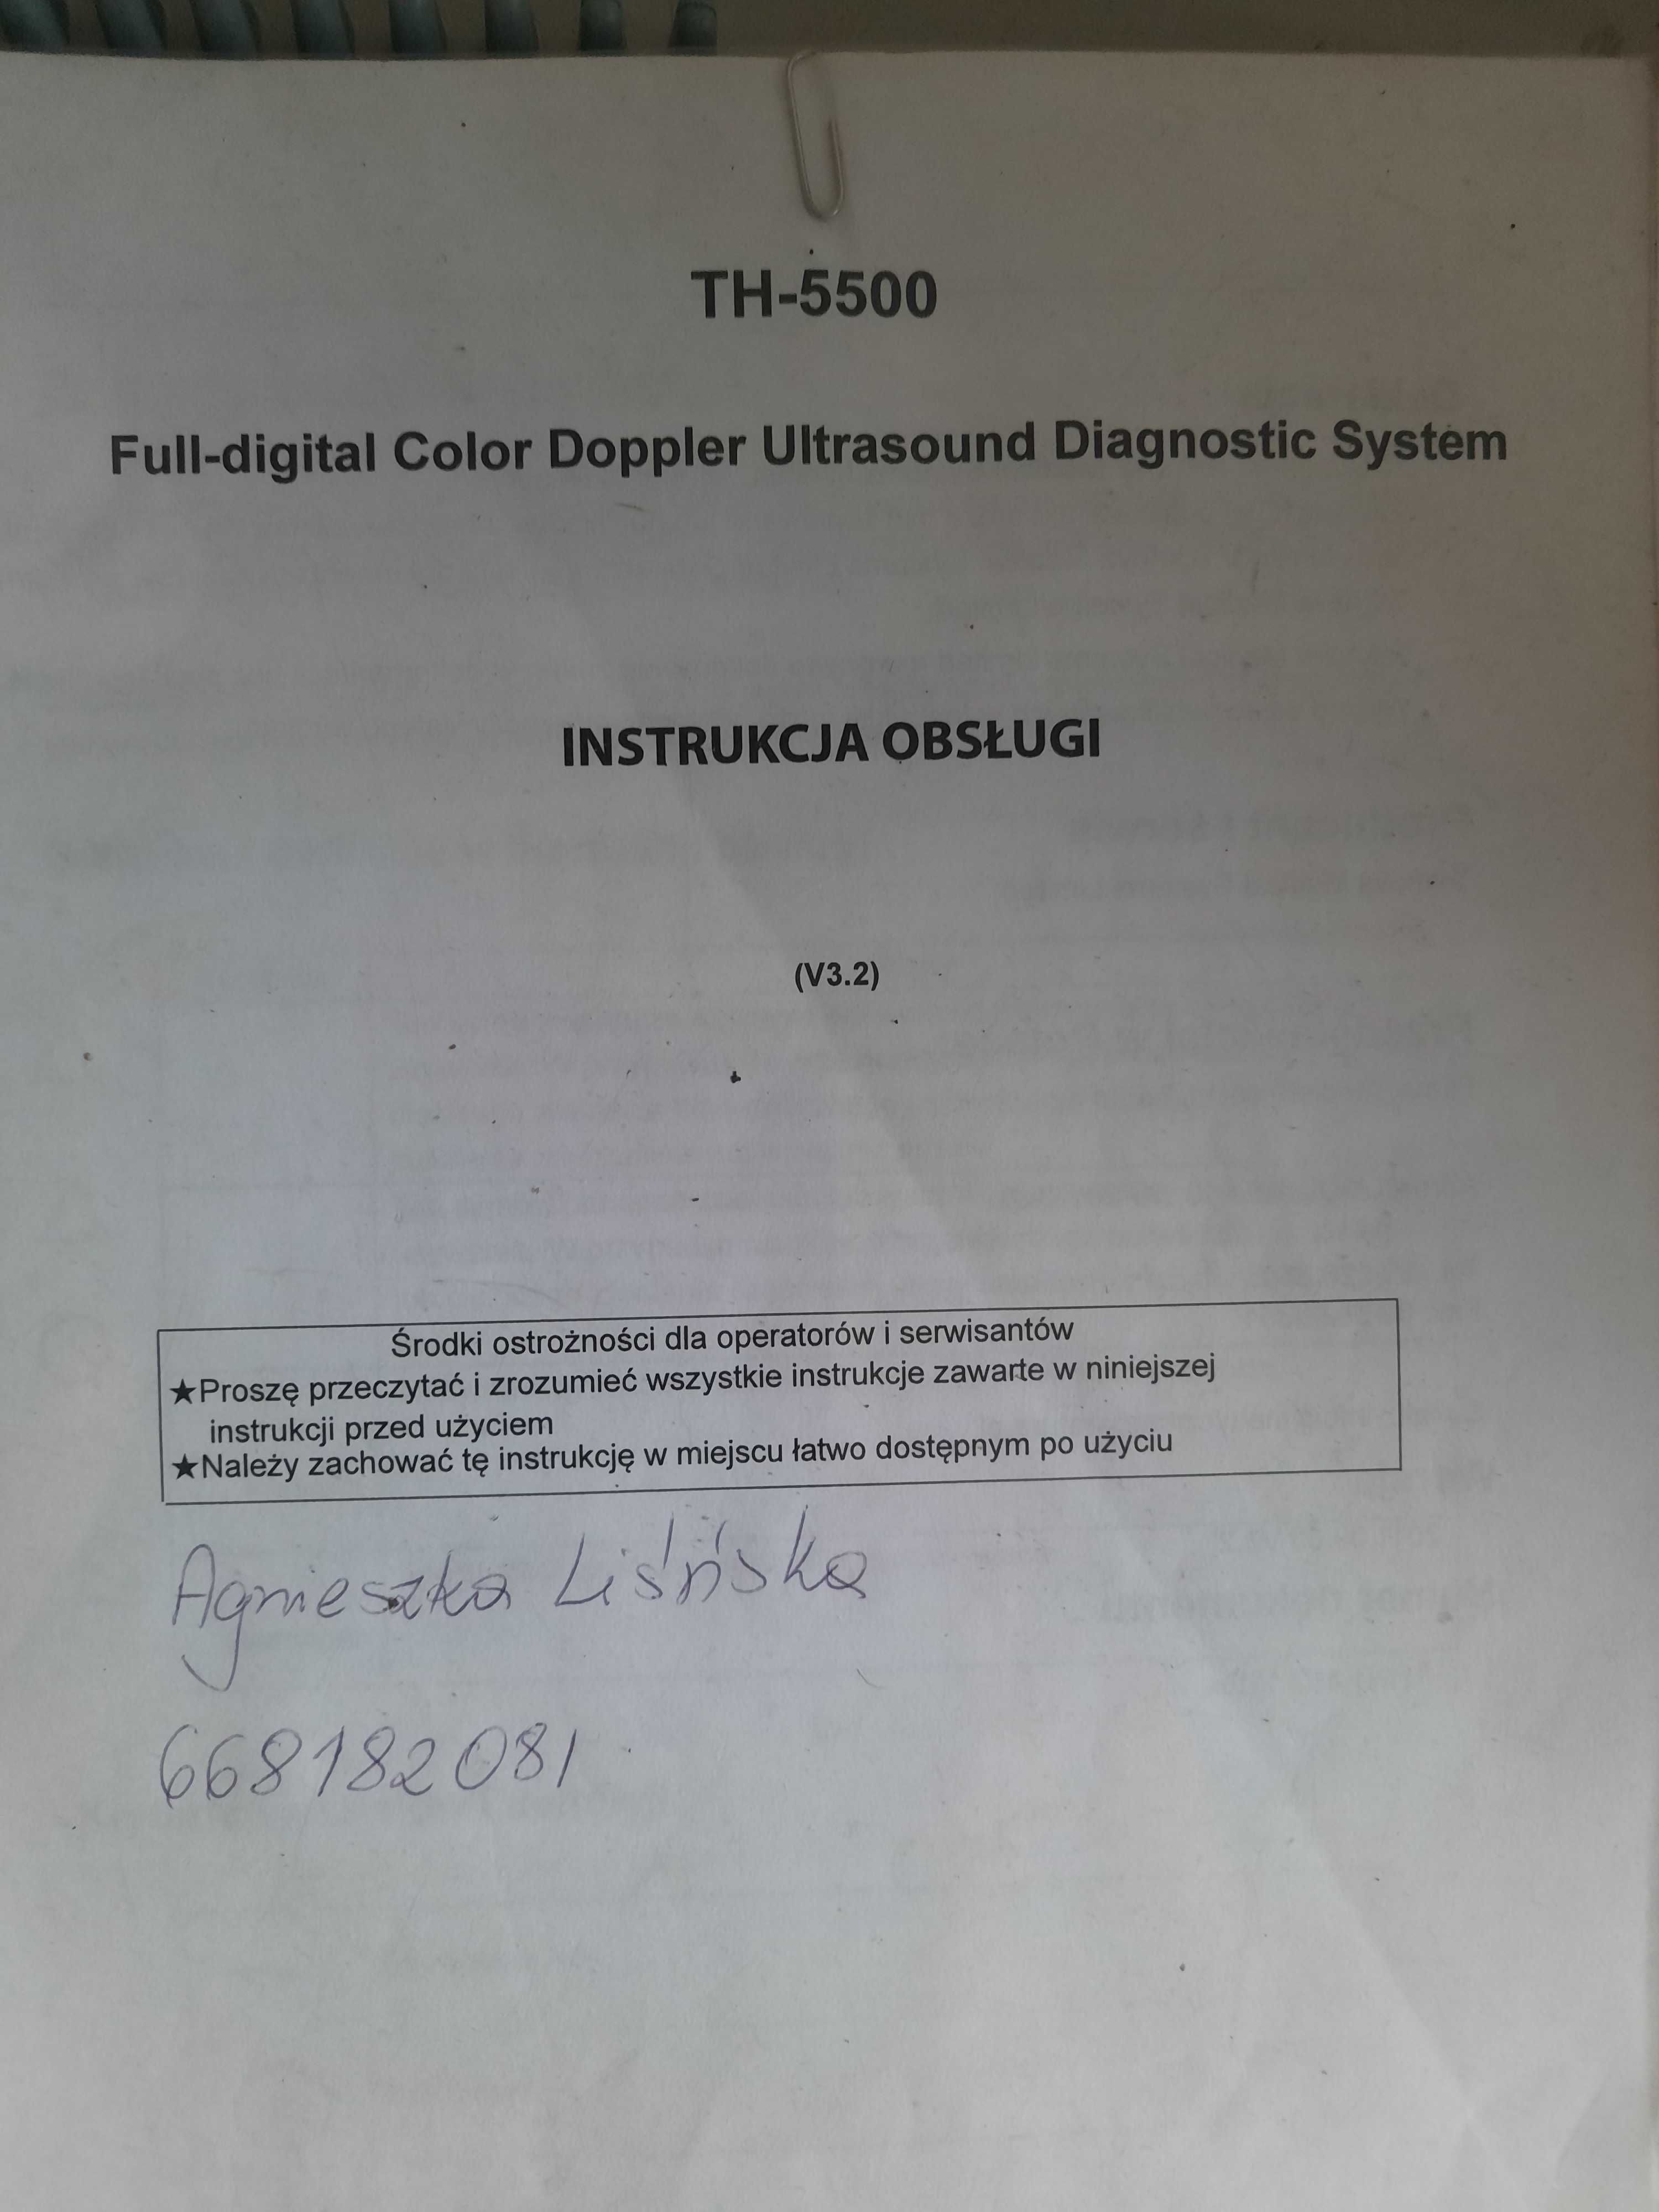 TH-5500
Full-digital Color Doppler Ultrasound Diagnostic System
INSTRUKCJA OBSŁUGI
(V3.2)
Środki ostrożności dla operatorów i serwisantów
★Proszę przeczytać i zrozumieć wszystkie instrukcje zawarte w niniejszej
instrukcji przed użyciem
★Należy zachować tę instrukcję w miejscu łatwo dostępnym po użyciu
Agnieszka Liśińska
668182081